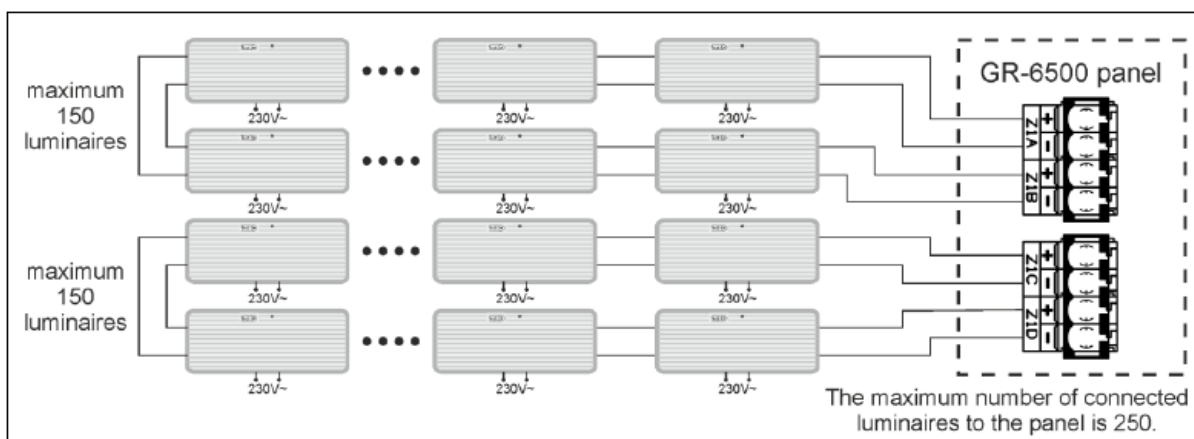 GR-6500 panel
maximum
150
luminaires
230V~ 230V~ 230V~
Z1A + -
Z1B + -
230V~ 230V~ 230V~
maximum
150
luminaires
230V~ 230V~ 230V~
Z1C + -
Z1D + -
230V~ 230V~ 230V~
The maximum number of connected
luminaires to the panel is 250.